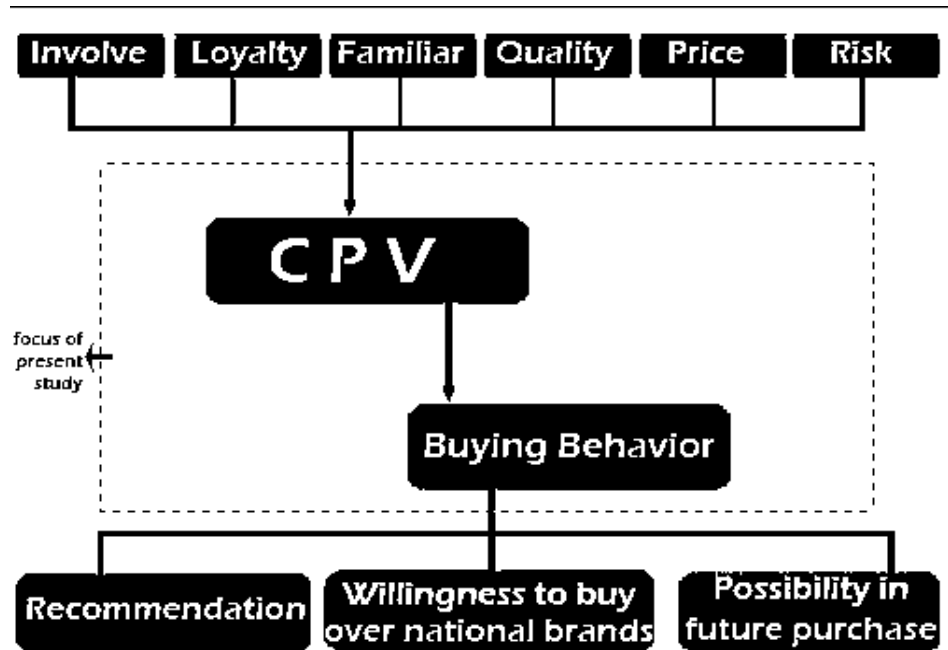 Involve
Loyalty
Familiar
Quality
Price
Risk
C P V
focus of
present
study
Buying Behavior
Recommendation
Willingness to buy
over national brands
Possibility in
future purchase